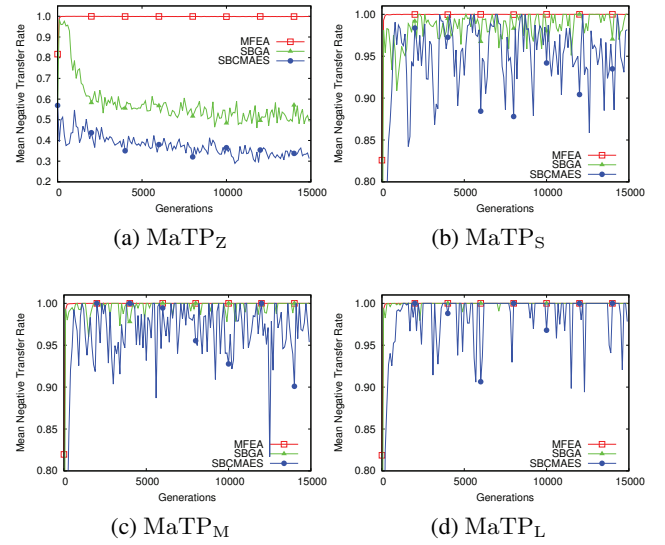 Mean Negative Transfer Rate
1.0
0.9
0.8
0.7
0.6
0.5
0.4
0.3
0.2
0
5000
10000
15000
Generations
MFEA
SBGA
SBCMAES
(a) MaTP_Z
Mean Negative Transfer Rate
1.00
0.95
0.90
0.85
0.80
0
5000
10000
15000
Generations
MFEA
SBGA
SBCMAES
(b) MaTP_S
Mean Negative Transfer Rate
1.00
0.95
0.90
0.85
0.80
0
5000
10000
15000
Generations
MFEA
SBGA
SBCMAES
(c) MaTP_M
Mean Negative Transfer Rate
1.00
0.95
0.90
0.85
0.80
0
5000
10000
15000
Generations
MFEA
SBGA
SBCMAES
(d) MaTP_L